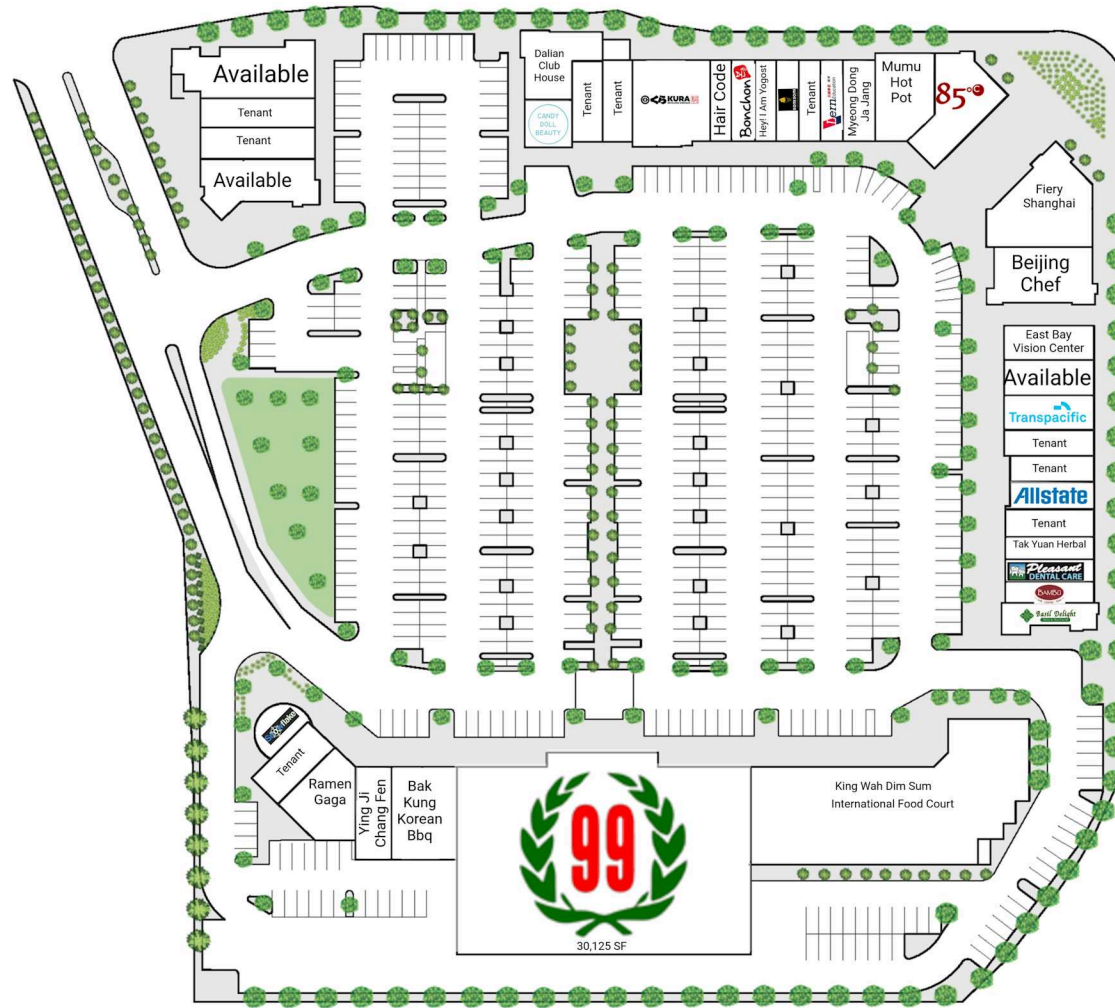 Available
Tenant
Tenant
Available
Dalian
Club
House
CANDY
DOLL
BEAUTY
Tenant
Tenant
くら KURA
Hair Code
Bonchon
Hey! I Am Yogost
Tenant
Myeong Dong
Ja Jang
Mumu
Hot
Pot
85°C
Fiery
Shanghai
Beijing
Chef
East Bay
Vision Center
Available
Transpacific
Tenant
Tenant
Allstate
Tenant
Tak Yuan Herbal
Pleasant
DENTAL CARE
BAMBU
Basil Delight
Tenant
Ramen
Gaga
Ying Ji
Chang Fen
Bak
Kung
Korean
Bbq
99
30,125 SF
King Wah Dim Sum
International Food Court